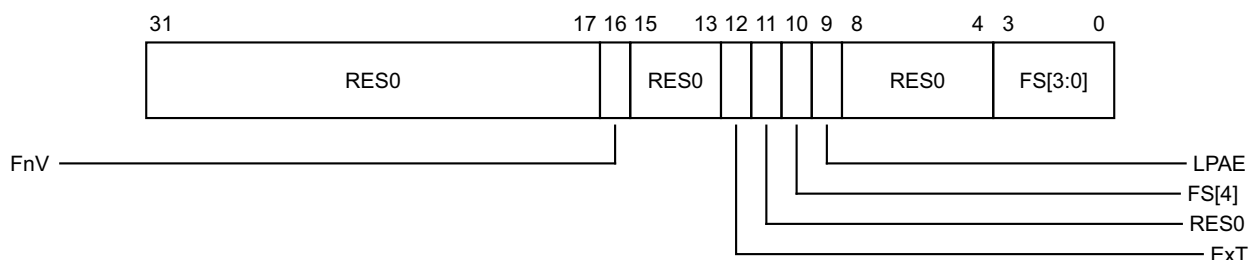 31 17 16 15 13 12 11 10 9 8 4 3 0
RES0 RES0 RES0 FS[3:0]
FnV LPAE
FS[4]
RES0
ExT